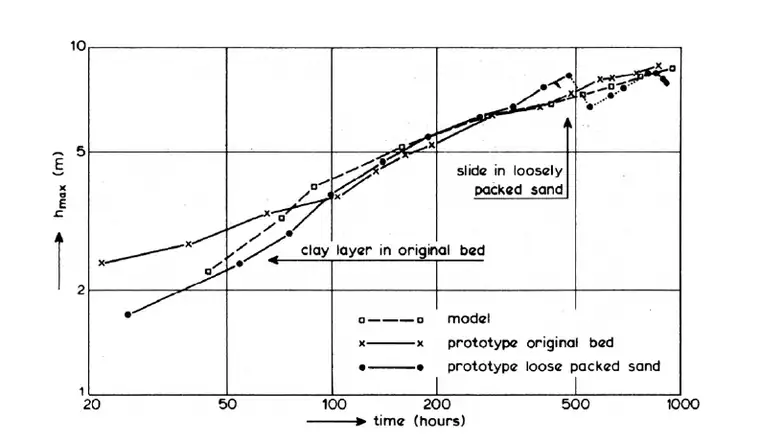 10
5
2
1
h max (m)
slide in loosely
packed sand
clay layer in original bed
model
prototype original bed
prototype loose packed sand
20 50 100 200 500 1000
time (hours)